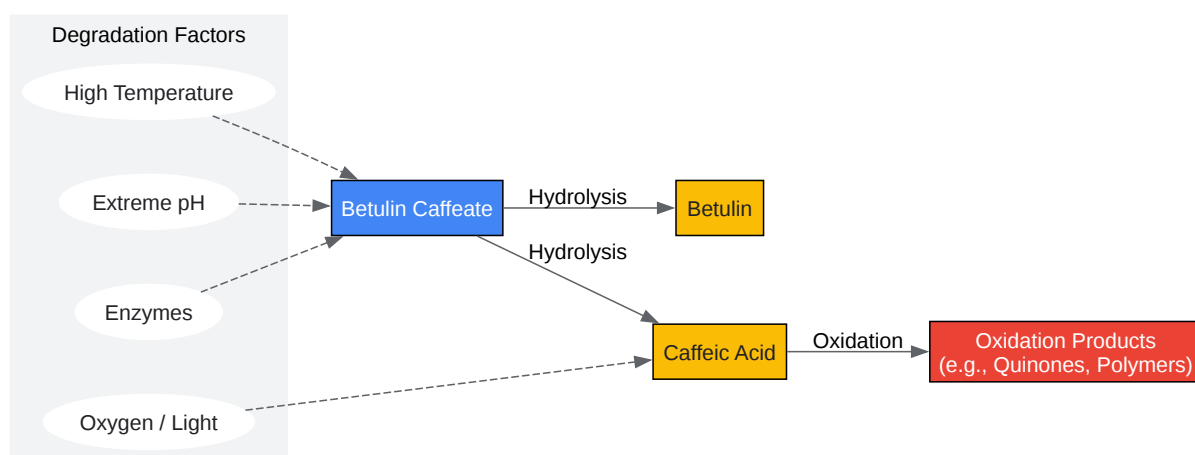 Degradation Factors
High Temperature
Extreme pH
Enzymes
Oxygen / Light
Betulin Caffeate
Hydrolysis
Betulin
Hydrolysis
Caffeic Acid
Oxidation
Oxidation Products
(e.g., Quinones, Polymers)